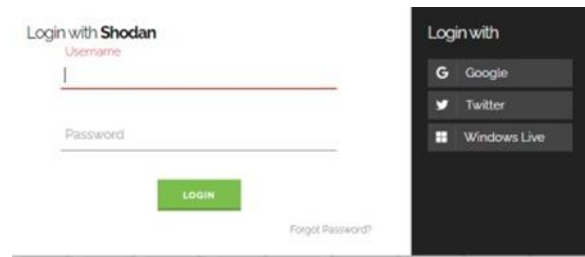 Login with Shodan
Username
Password
LOGIN
Forgot Password?
Login with
Google
Twitter
Windows Live